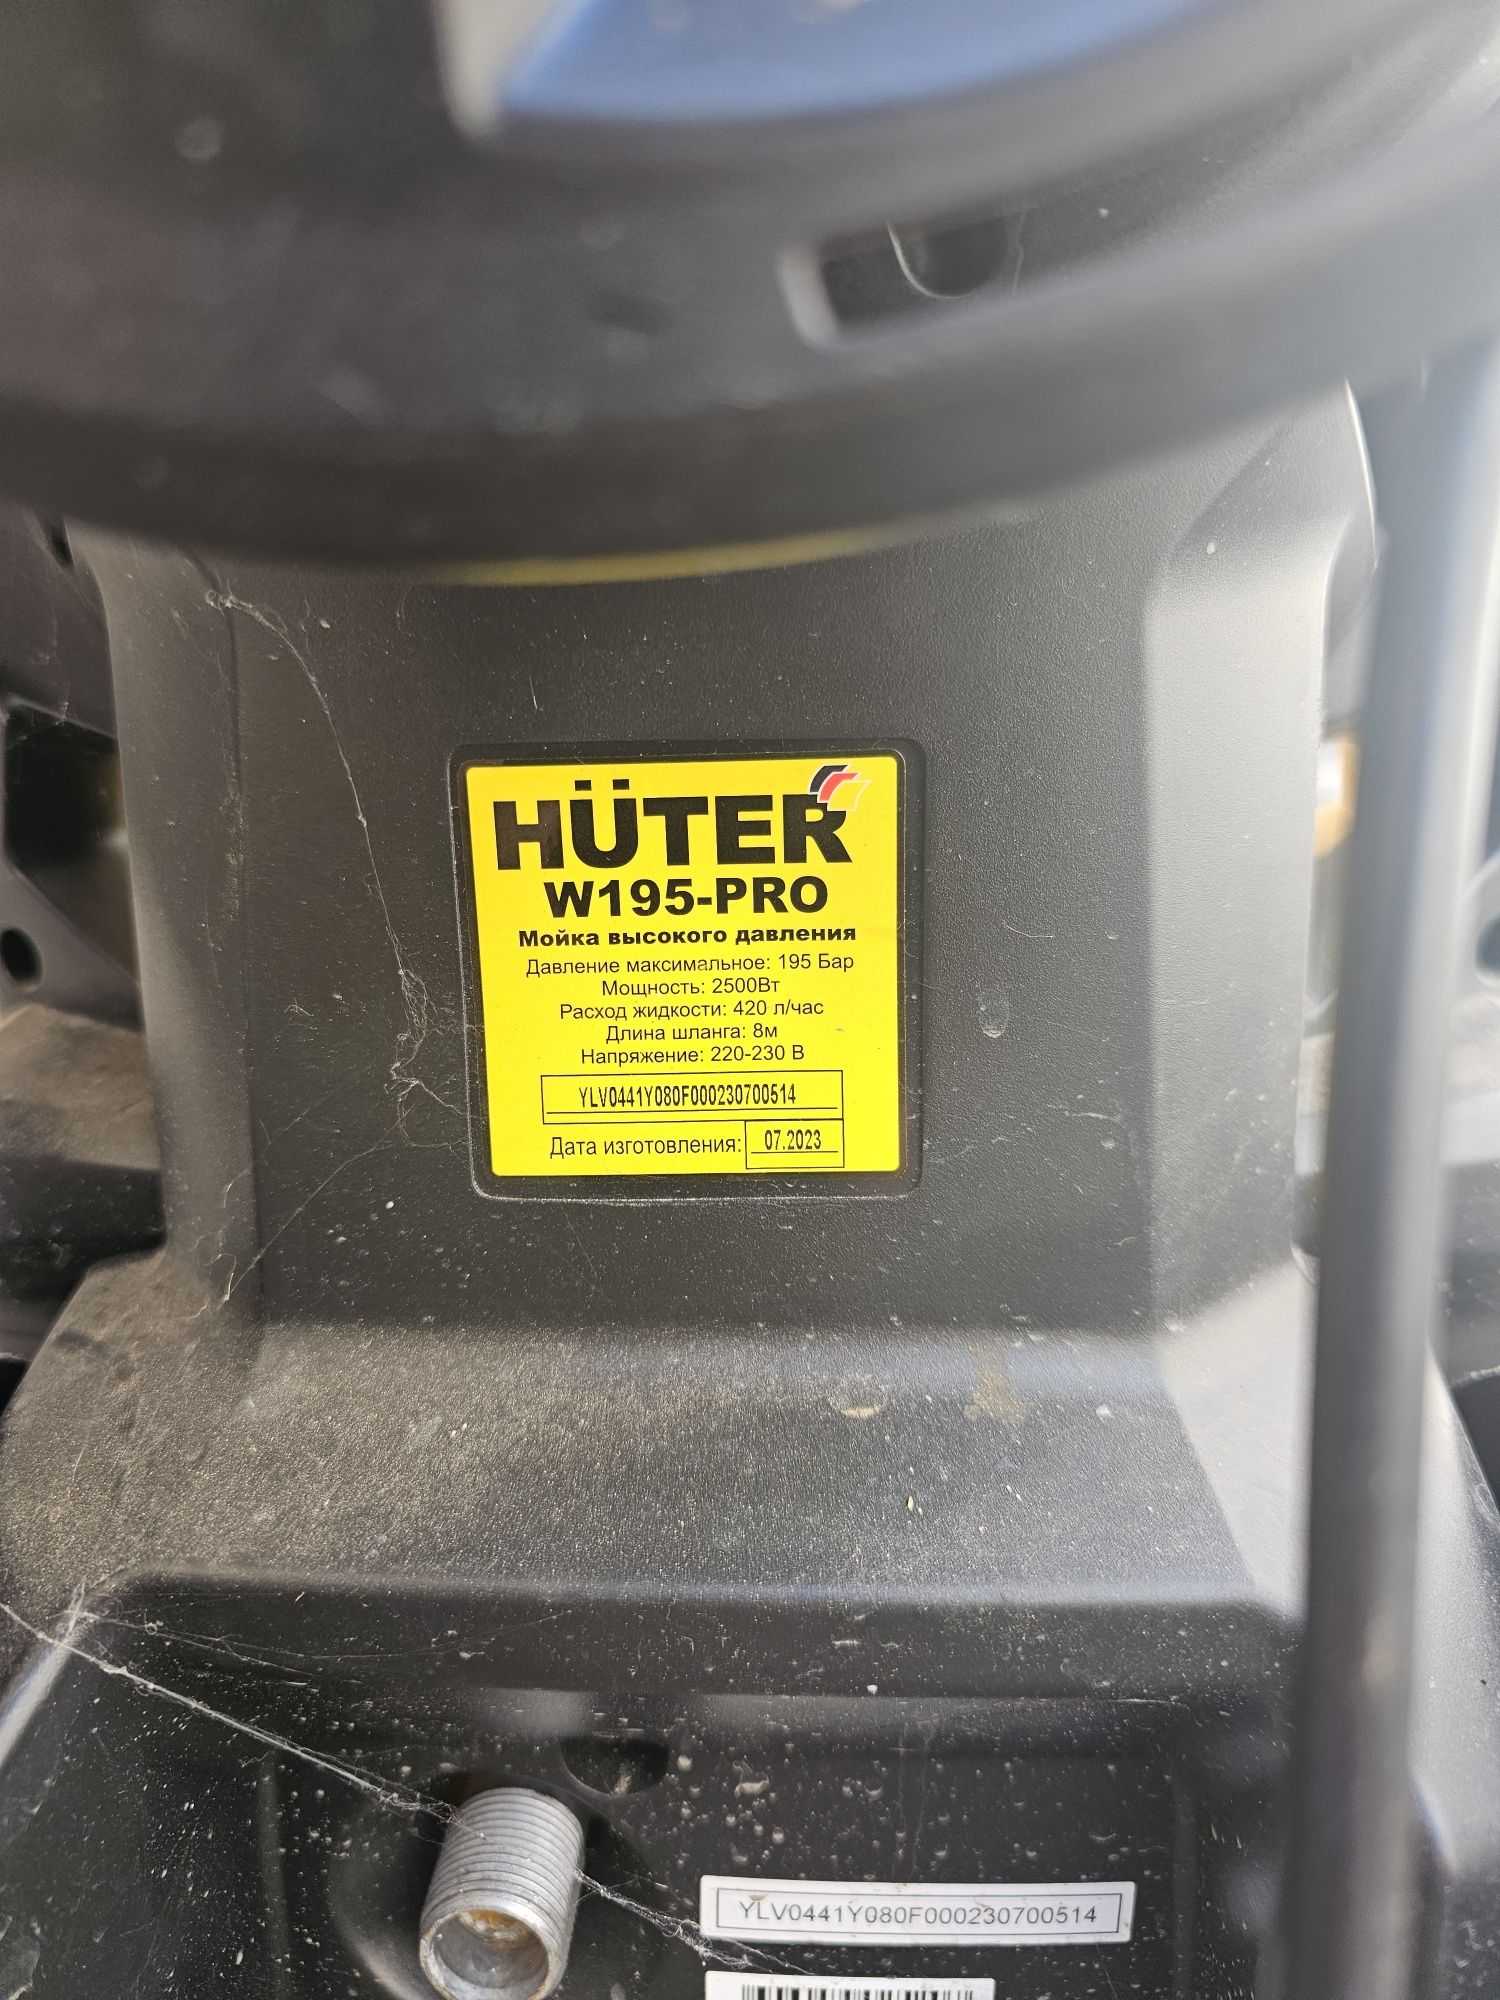 HÜTER
W195-PRO
Мойка высокого давления
Давление максимальное: 195 Бар
Мощность: 2500Вт
Расход жидкости: 420 л/час
Длина шланга: 8м
Напряжение: 220-230 В
YLV0441Y080F000230700514
Дата изготовления: 07.2023
YLV0441Y080F000230700514